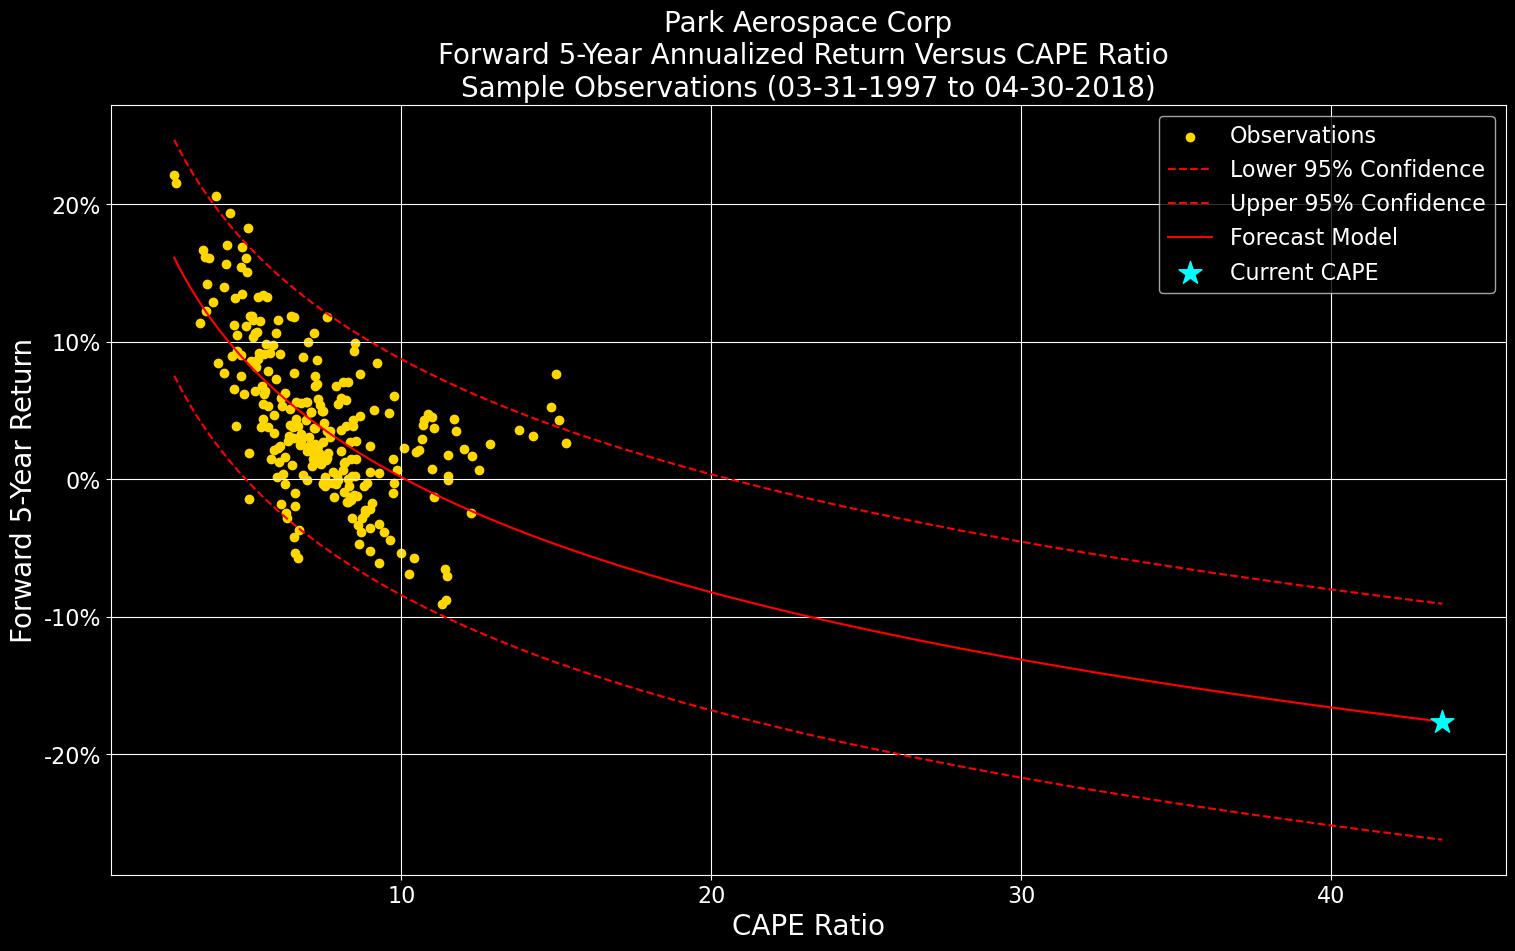 Park Aerospace Corp
Forward 5-Year Annualized Return Versus CAPE Ratio
Sample Observations (03-31-1997 to 04-30-2018)
Observations
Lower 95% Confidence
Upper 95% Confidence
Forecast Model
Current CAPE
Forward 5-Year Return
20%
10%
0%
-10%
-20%
10
20
30
40
CAPE Ratio